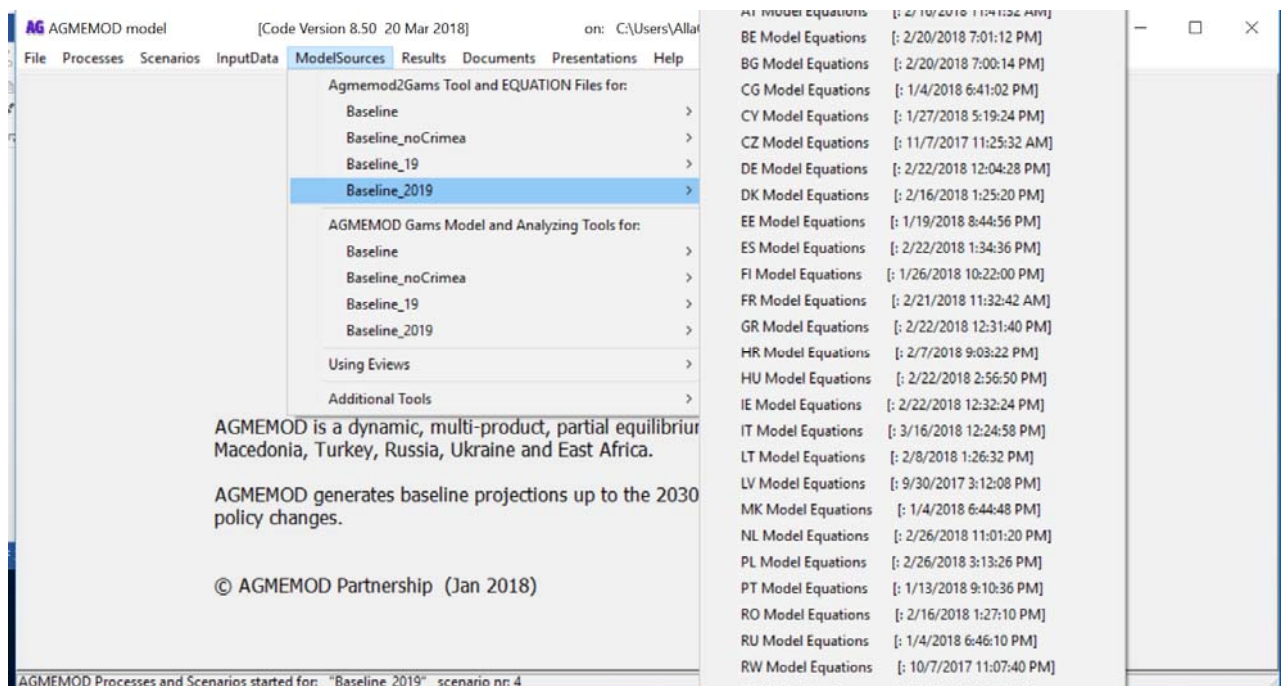 AG AGMEMOD model [Code Version 8.50 20 Mar 2018] on: C:\Users\Alla
File Processes Scenarios InputData ModelSources Results Documents Presentations Help
Agmemod2Gams Tool and EQUATION Files for:
Baseline >
Baseline_noCrimea >
Baseline_19 >
Baseline_2019 >
AGMEMOD Gams Model and Analyzing Tools for:
Baseline >
Baseline_noCrimea >
Baseline_19 >
Baseline_2019 >
Using Eviews >
Additional Tools >
AT Model Equations [: 2/16/2018 11:41:32 AM]
BE Model Equations [: 2/20/2018 7:01:12 PM]
BG Model Equations [: 2/20/2018 7:00:14 PM]
CG Model Equations [: 1/4/2018 6:41:02 PM]
CY Model Equations [: 1/27/2018 5:19:24 PM]
CZ Model Equations [: 11/7/2017 11:25:32 AM]
DE Model Equations [: 2/22/2018 12:04:28 PM]
DK Model Equations [: 2/16/2018 1:25:20 PM]
EE Model Equations [: 1/19/2018 8:44:56 PM]
ES Model Equations [: 2/22/2018 1:34:36 PM]
FI Model Equations [: 1/26/2018 10:22:00 PM]
FR Model Equations [: 2/21/2018 11:32:42 AM]
GR Model Equations [: 2/22/2018 12:31:40 PM]
HR Model Equations [: 2/7/2018 9:03:22 PM]
HU Model Equations [: 2/22/2018 2:56:50 PM]
IE Model Equations [: 2/22/2018 12:32:24 PM]
IT Model Equations [: 3/16/2018 12:24:58 PM]
LT Model Equations [: 2/8/2018 1:26:32 PM]
LV Model Equations [: 9/30/2017 3:12:08 PM]
MK Model Equations [: 1/4/2018 6:44:48 PM]
NL Model Equations [: 2/26/2018 11:01:20 PM]
PL Model Equations [: 2/26/2018 3:13:26 PM]
PT Model Equations [: 1/13/2018 9:10:36 PM]
RO Model Equations [: 2/16/2018 1:27:10 PM]
RU Model Equations [: 1/4/2018 6:46:10 PM]
RW Model Equations [: 10/7/2017 11:07:40 PM]
AGMEMOD is a dynamic, multi-product, partial equilibriu
Macedonia, Turkey, Russia, Ukraine and East Africa.
AGMEMOD generates baseline projections up to the 2030
policy changes.
© AGMEMOD Partnership (Jan 2018)
AGMEMOD Processes and Scenarios started for: "Baseline_2019" scenario nr: 4